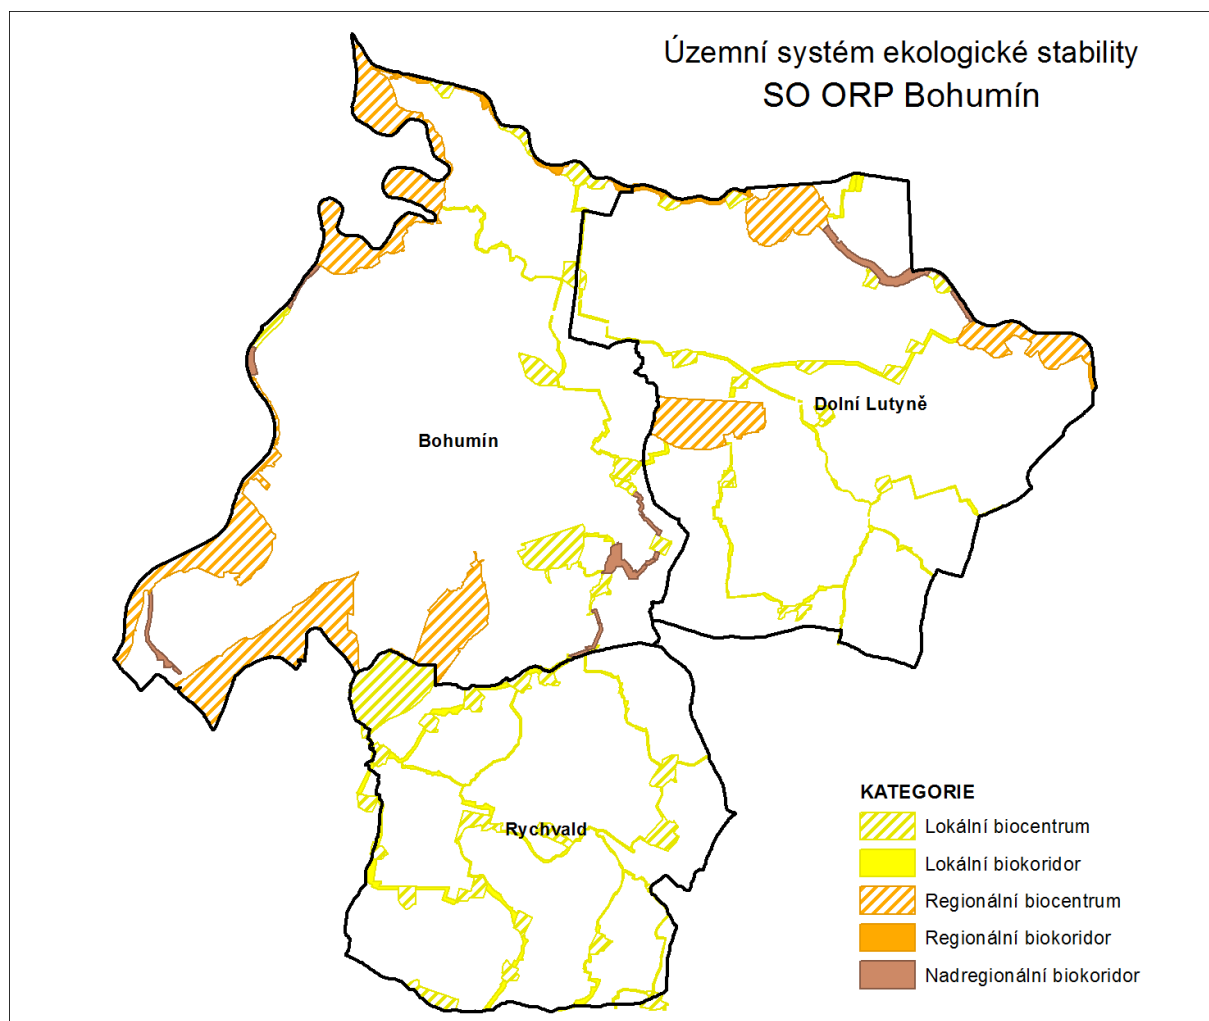 Územní systém ekologické stability
SO ORP Bohumín
Dolní Lutyně
Bohumín
Rychvald
KATEGORIE
Lokální biocentrum
Lokální biokoridor
Regionální biocentrum
Regionální biokoridor
Nadregionální biokoridor